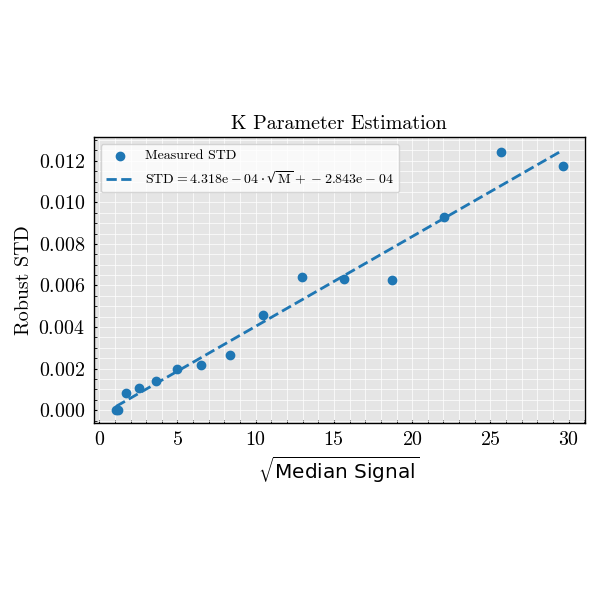 K Parameter Estimation
Measured STD
STD = 4.318e − 04 · √M + − 2.843e − 04
Robust STD
0.012
0.010
0.008
0.006
0.004
0.002
0.000
0 5 10 15 20 25 30
√Median Signal